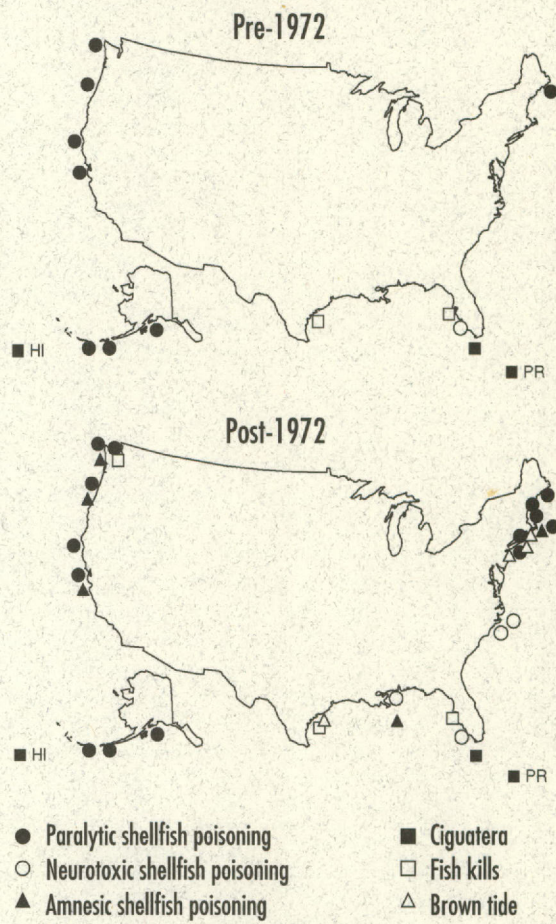 Pre-1972
HI
PR
Post-1972
HI
PR
Paralytic shellfish poisoning
Neurotoxic shellfish poisoning
Amnesic shellfish poisoning
Ciguatera
Fish kills
Brown tide